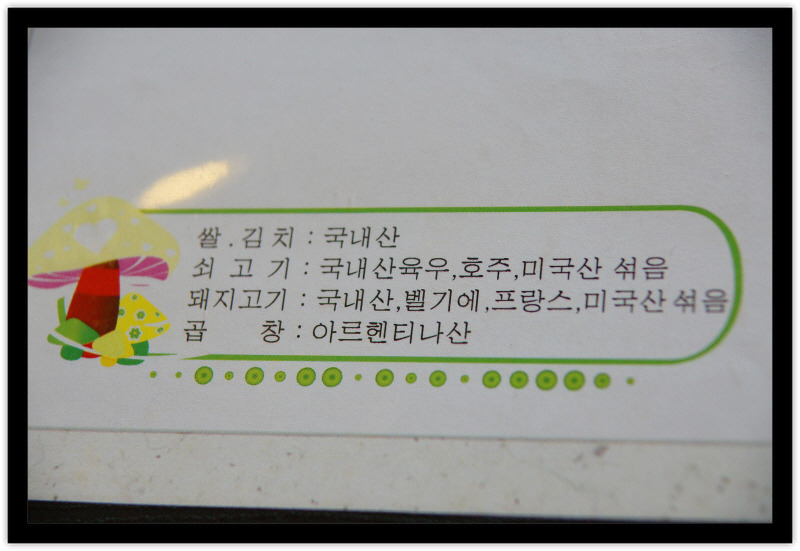 쌀.김치 : 국내산
쇠고기 : 국내산육우,호주,미국산 섞음
돼지고기 : 국내산,벨기에,프랑스,미국산섞음
곱창 : 아르헨티나산